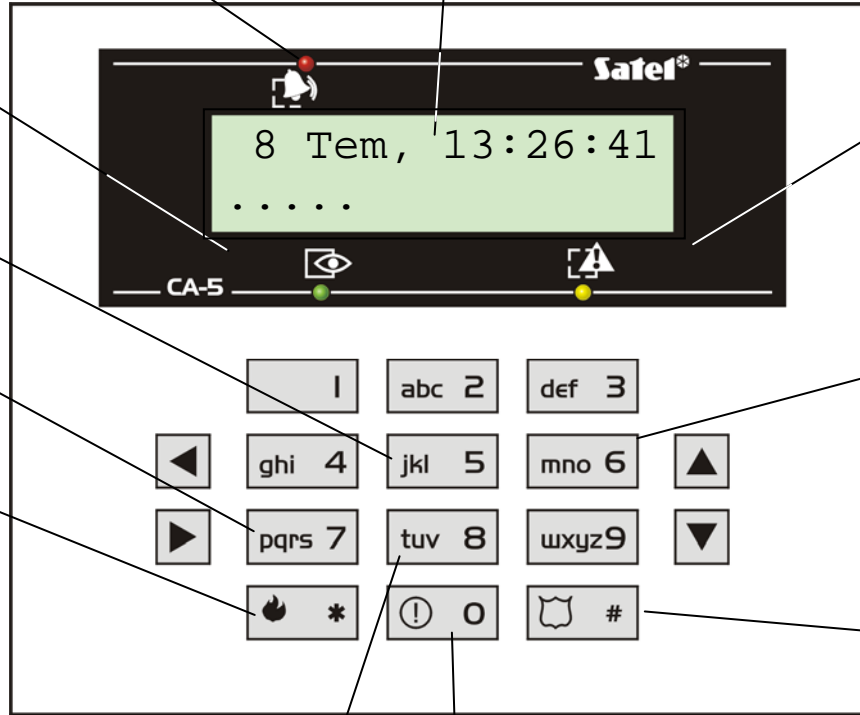 Satel®
8 Tem, 13:26:41
.....
CA-5
1
abc 2
def 3
ghi 4
jkl 5
mno 6
pqrs 7
tuv 8
wxyz9
*
0
#